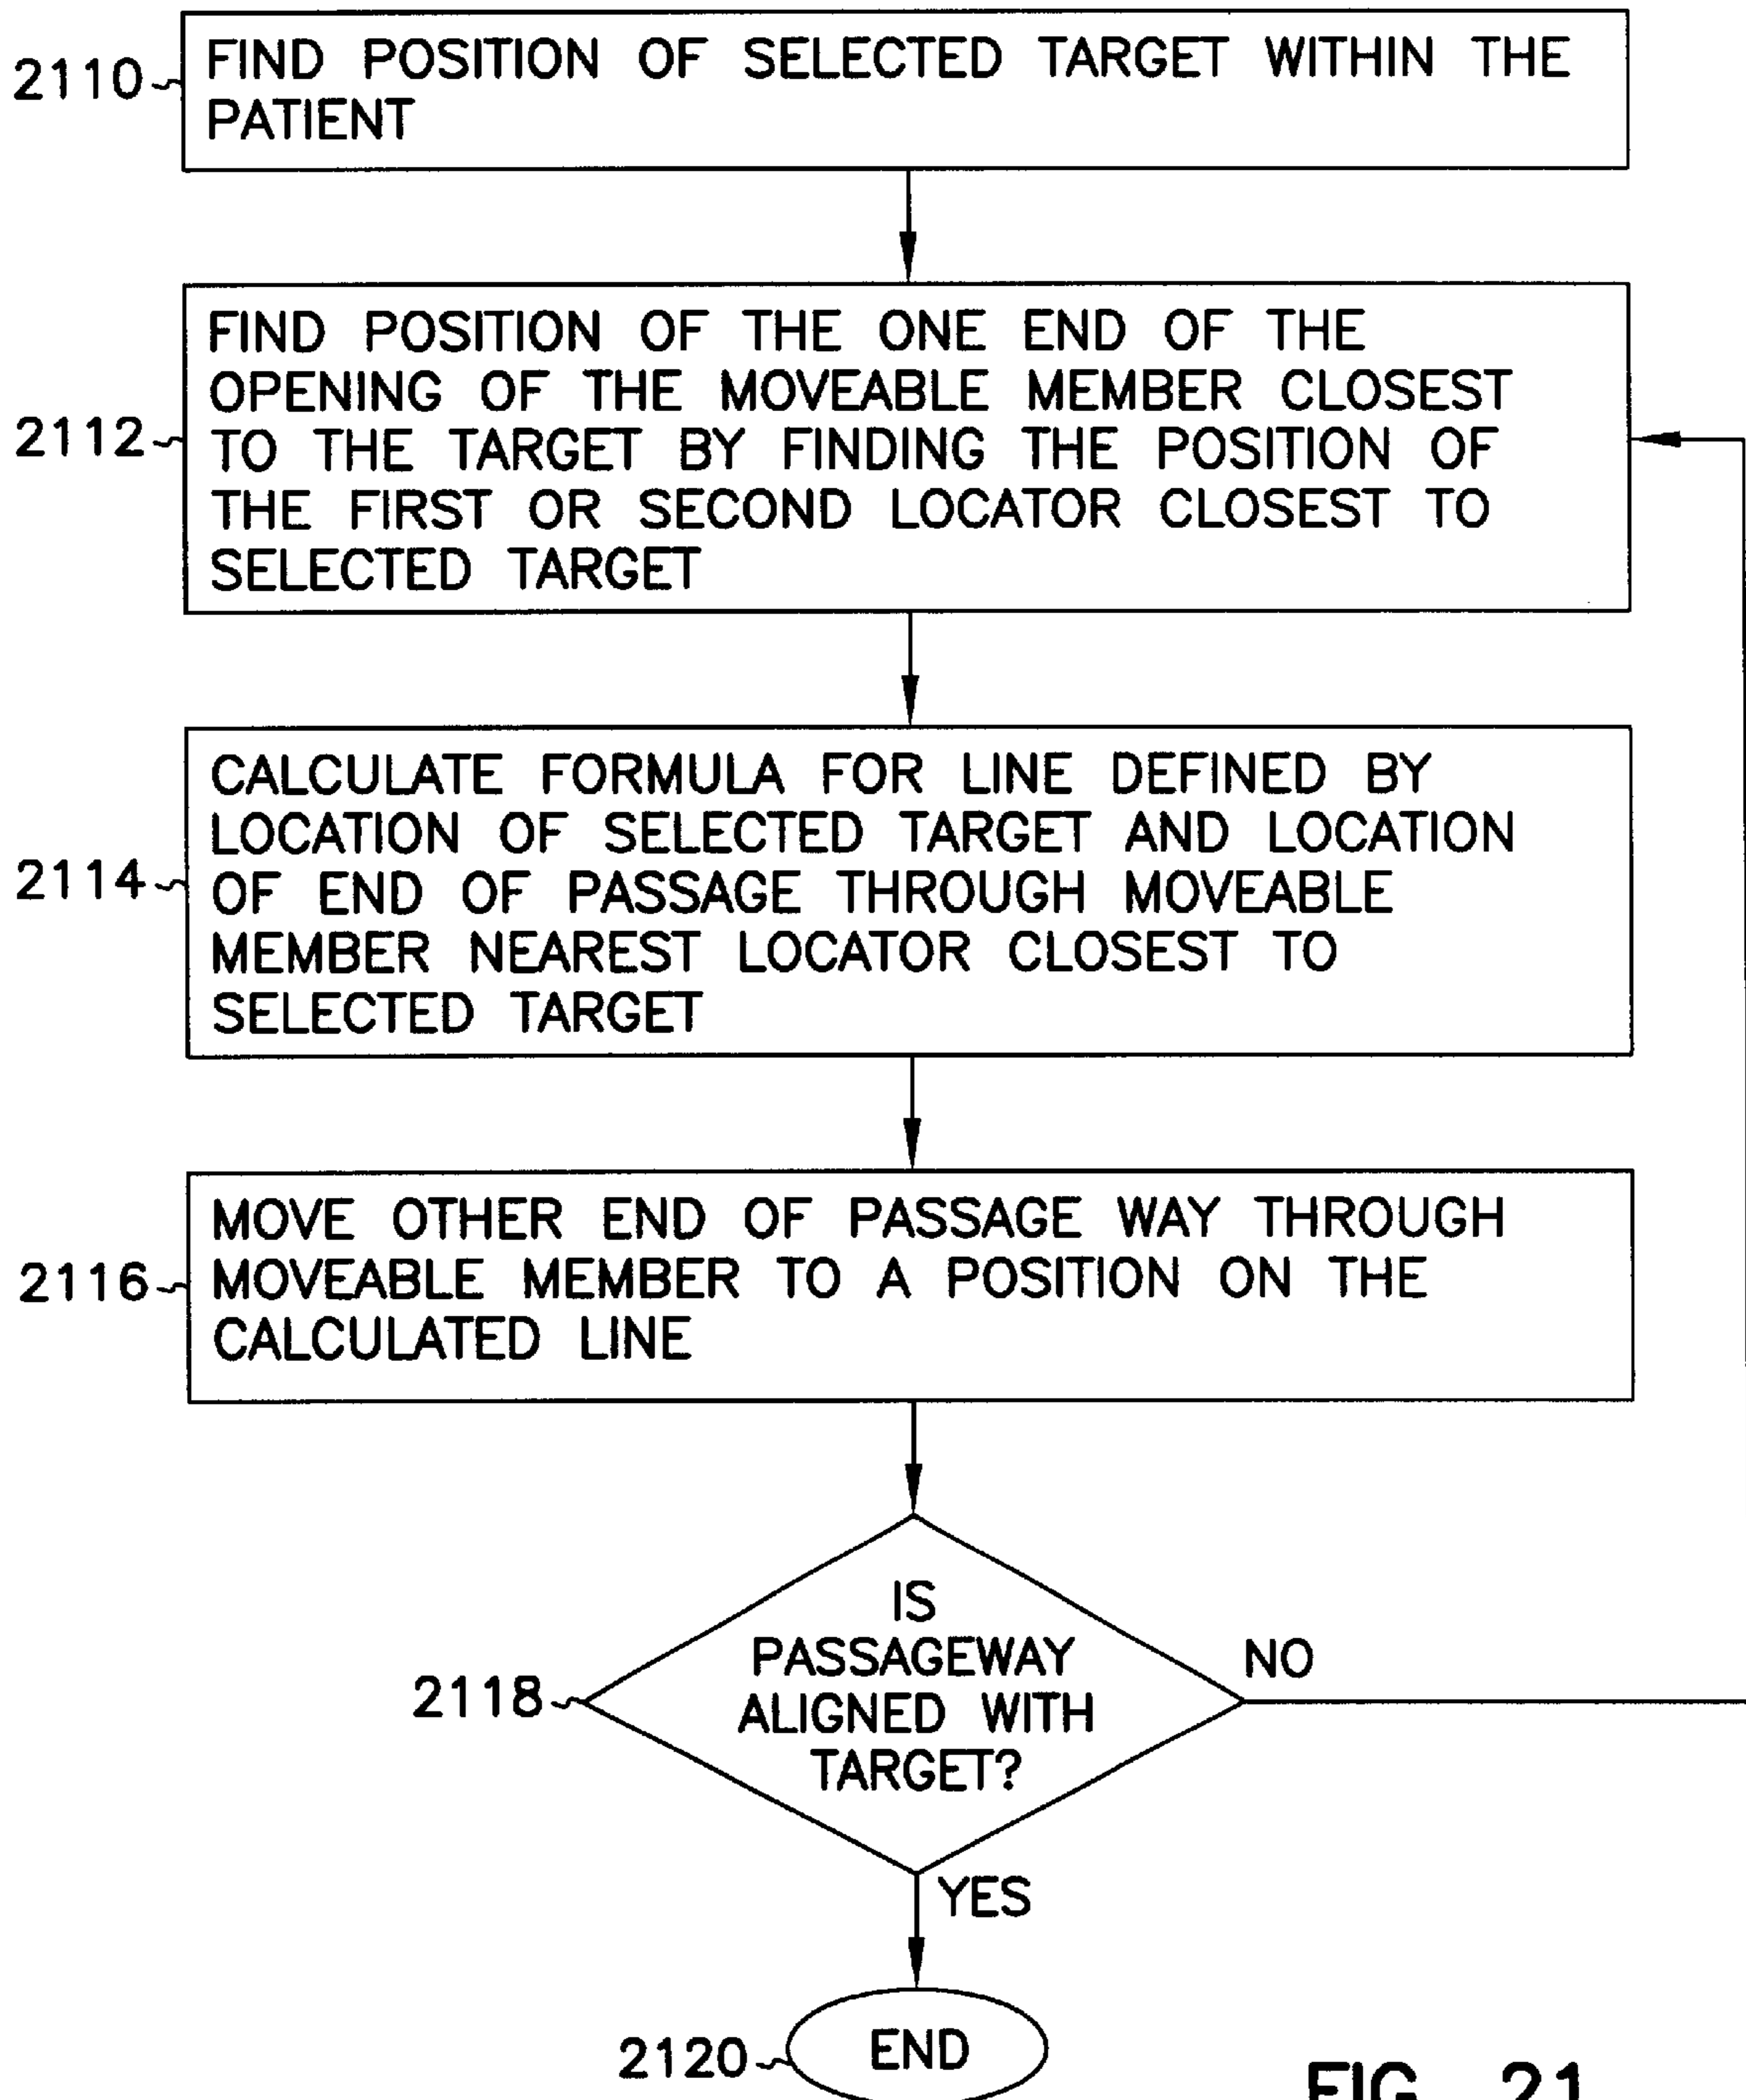 2110
FIND POSITION OF SELECTED TARGET WITHIN THE
PATIENT
2112
FIND POSITION OF THE ONE END OF THE
OPENING OF THE MOVEABLE MEMBER CLOSEST
TO THE TARGET BY FINDING THE POSITION OF
THE FIRST OR SECOND LOCATOR CLOSEST TO
SELECTED TARGET
2114
CALCULATE FORMULA FOR LINE DEFINED BY
LOCATION OF SELECTED TARGET AND LOCATION
OF END OF PASSAGE THROUGH MOVEABLE
MEMBER NEAREST LOCATOR CLOSEST TO
SELECTED TARGET
2116
MOVE OTHER END OF PASSAGE WAY THROUGH
MOVEABLE MEMBER TO A POSITION ON THE
CALCULATED LINE
2118
IS
PASSAGEWAY
ALIGNED WITH
TARGET?
NO
YES
2120
END
FIG. 21